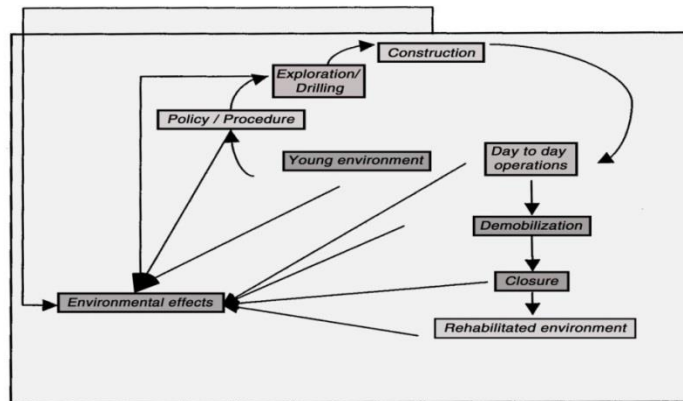 Construction
Exploration/
Drilling
Policy / Procedure
Young environment
Day to day
operations
Demobilization
Closure
Environmental effects
Rehabilitated environment